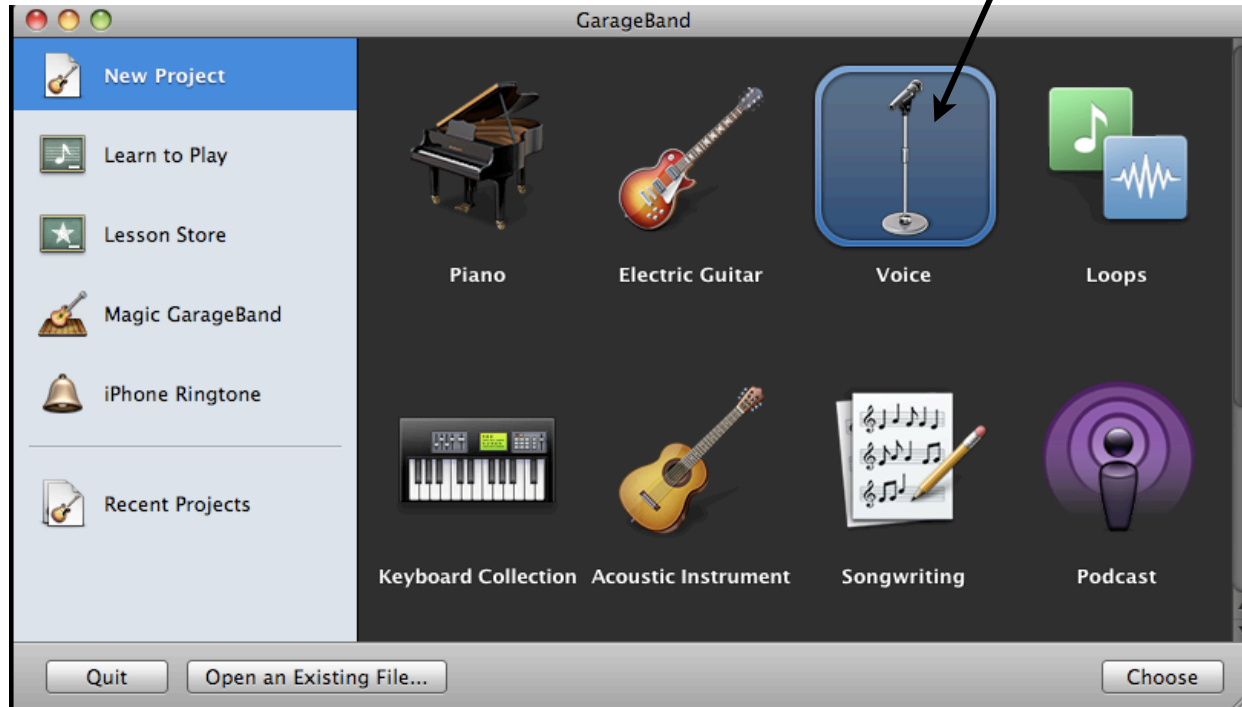 GarageBand
New Project
Learn to Play
Lesson Store
Magic GarageBand
iPhone Ringtone
Recent Projects
Piano
Electric Guitar
Voice
Loops
Keyboard Collection
Acoustic Instrument
Songwriting
Podcast
Quit
Open an Existing File...
Choose